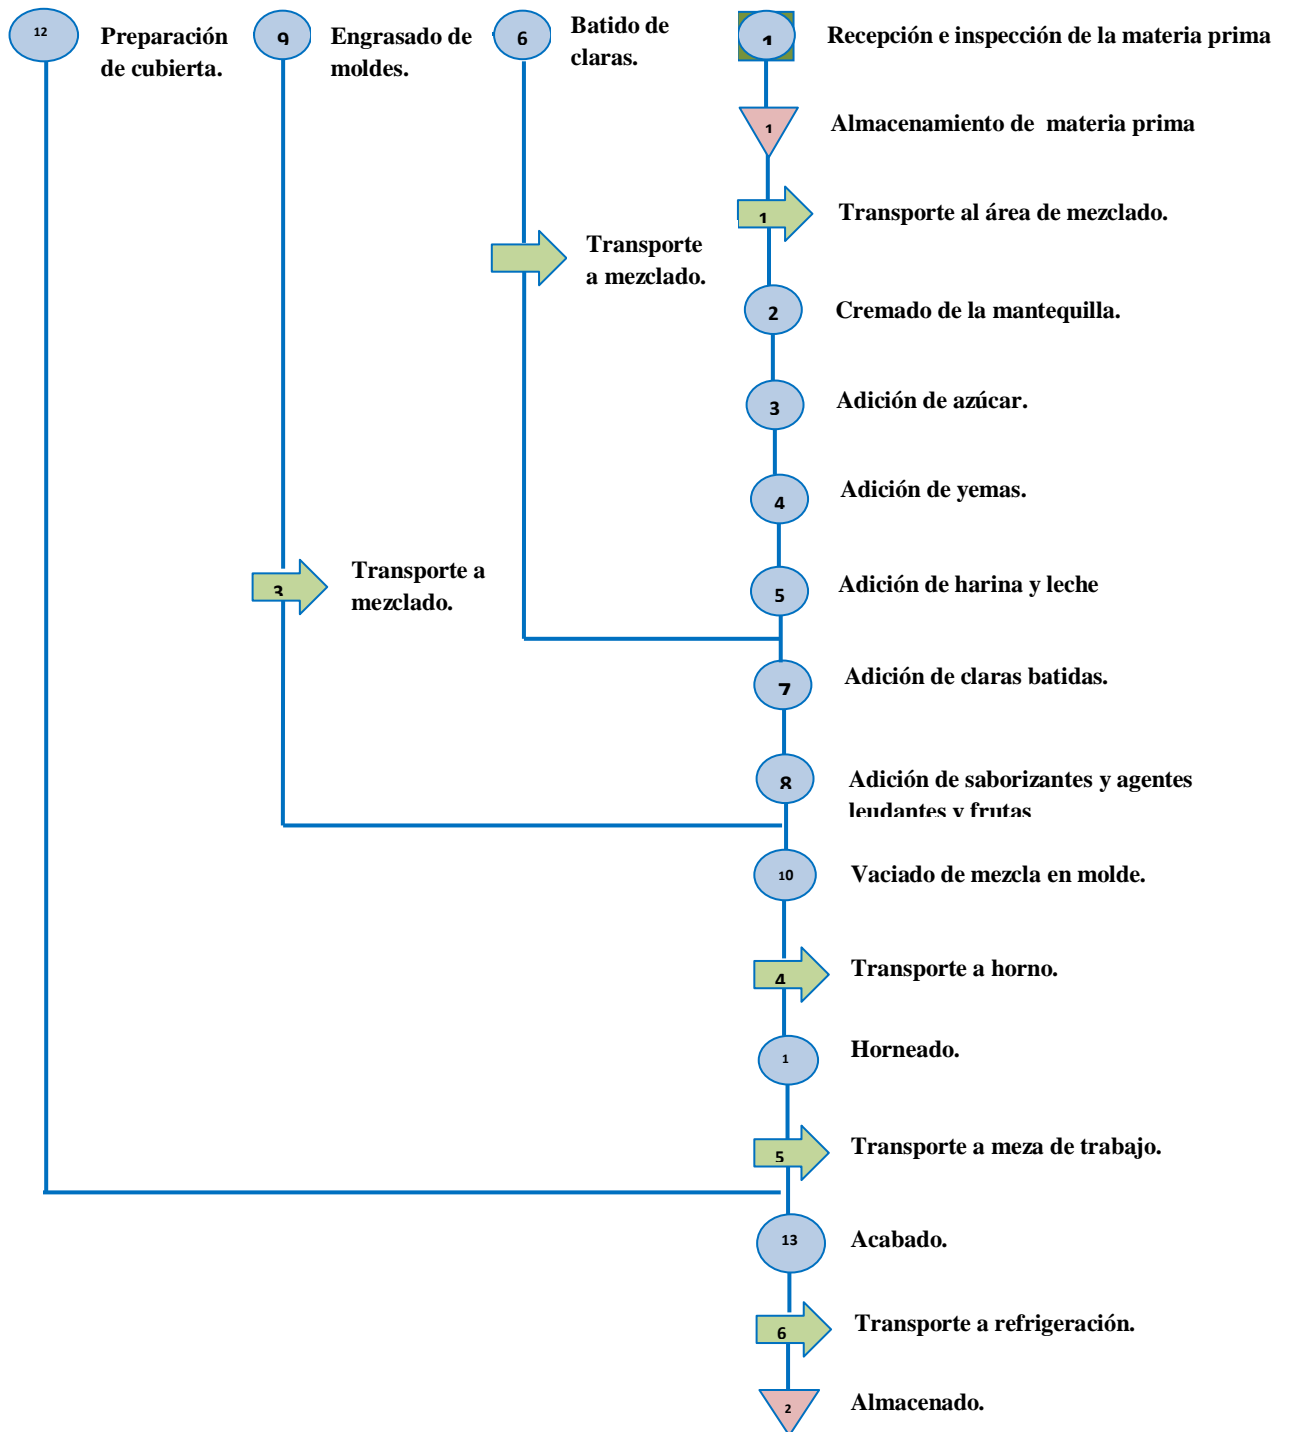 12
Preparación
de cubierta.
9
Engrasado de
moldes.
6
Batido de
claras.
1
Recepción e inspección de la materia prima
1
Almacenamiento de materia prima
1
Transporte al área de mezclado.
Transporte
a mezclado.
2
Cremado de la mantequilla.
3
Adición de azúcar.
4
Adición de yemas.
3
Transporte a
mezclado.
5
Adición de harina y leche
7
Adición de claras batidas.
8
Adición de saborizantes y agentes
leudantes y frutas
10
Vaciado de mezcla en molde.
4
Transporte a horno.
1
Horneado.
5
Transporte a meza de trabajo.
13
Acabado.
6
Transporte a refrigeración.
2
Almacenado.